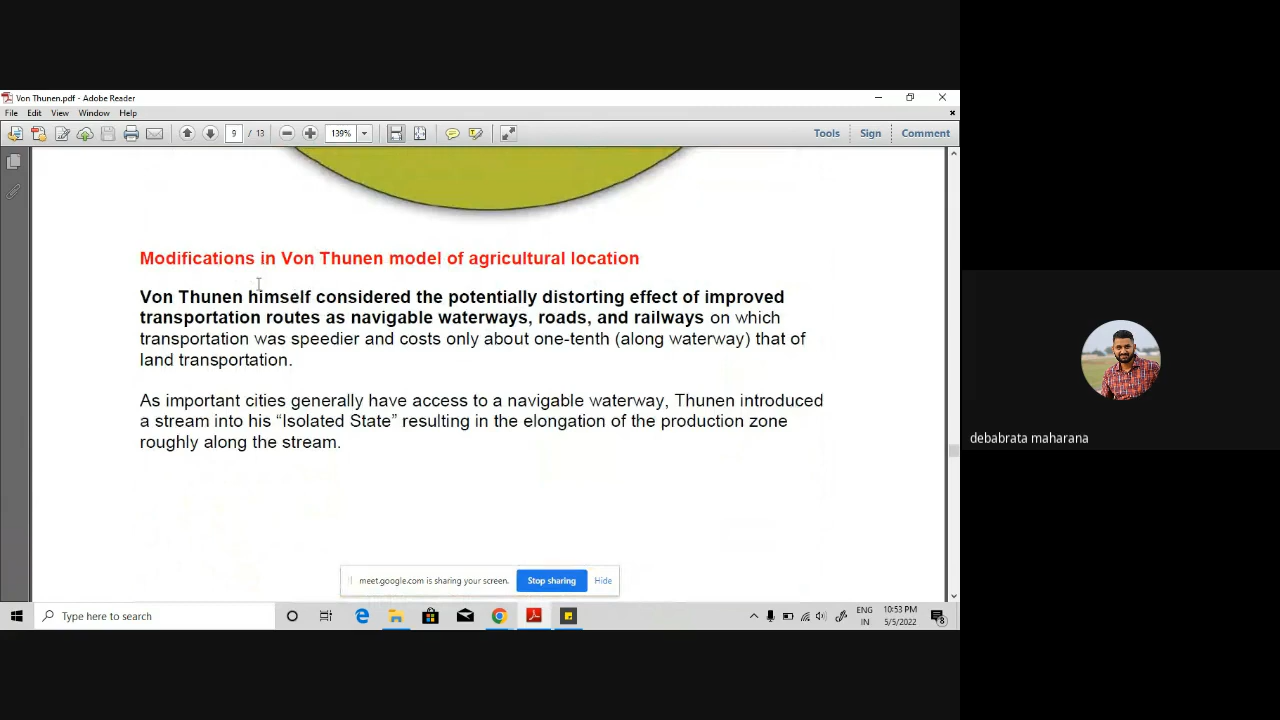 Von Thunen.pdf - Adobe Reader
File Edit View Window Help
9 / 13 139% Tools Sign Comment
Modifications in Von Thunen model of agricultural location
Von Thunen himself considered the potentially distorting effect of improved
transportation routes as navigable waterways, roads, and railways on which
transportation was speedier and costs only about one-tenth (along waterway) that of
land transportation.
As important cities generally have access to a navigable waterway, Thunen introduced
a stream into his “Isolated State” resulting in the elongation of the production zone
roughly along the stream.
debabrata maharana
meet.google.com is sharing your screen. Stop sharing Hide
Type here to search
ENG 10:53 PM
IN 5/5/2022 8